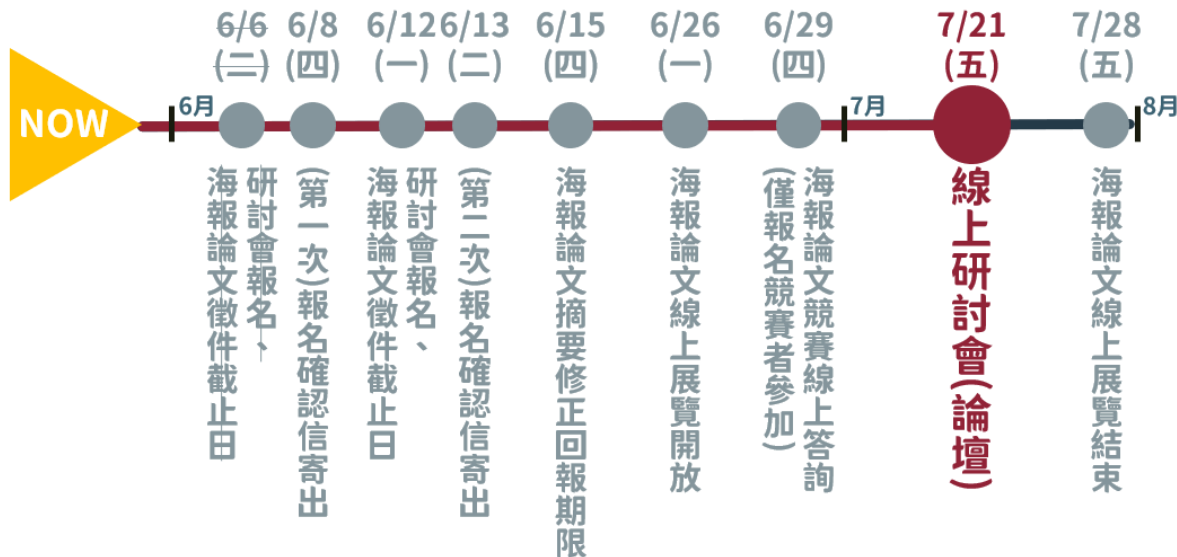 NOW
6月
6/6
(二)
研討會報名、
海報論文徵件截止日
6/8
(四)
(第一次)報名確認信寄出
6/12
(一)
研討會報名、
海報論文徵件截止日
6/13
(二)
(第二次)報名確認信寄出
6/15
(四)
海報論文摘要修正回報期限
6/26
(一)
海報論文線上展覽開放
6/29
(四)
海報論文競賽線上答詢
(僅報名競賽者參加)
7月
7/21
(五)
線上研討會(論壇)
7/28
(五)
海報論文線上展覽結束
8月